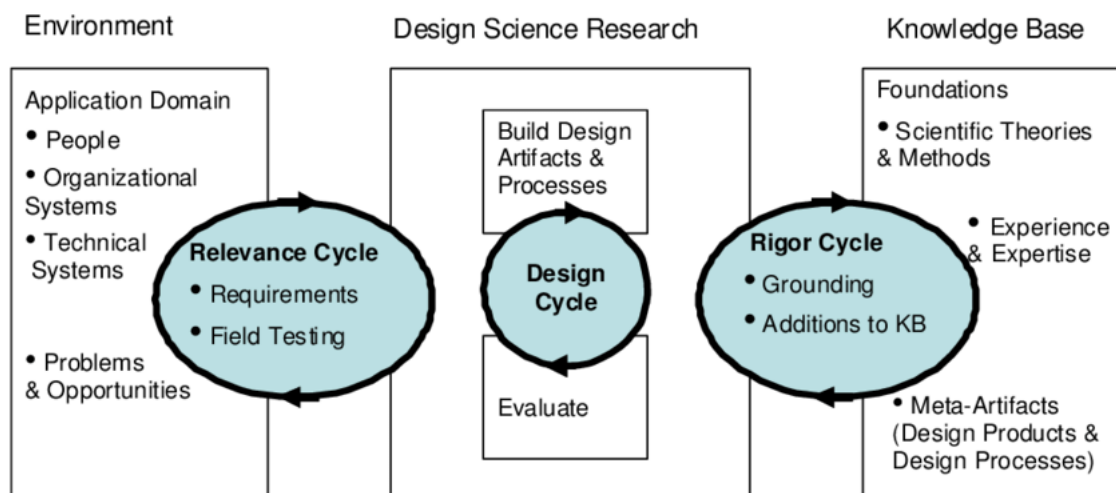 Environment
Design Science Research
Knowledge Base
Application Domain
• People
• Organizational
Systems
• Technical
Systems
• Problems
& Opportunities
Relevance Cycle
• Requirements
• Field Testing
Build Design
Artifacts &
Processes
Design
Cycle
Evaluate
Rigor Cycle
• Grounding
• Additions to KB
Foundations
• Scientific Theories
& Methods
• Experience
& Expertise
• Meta-Artifacts
(Design Products &
Design Processes)